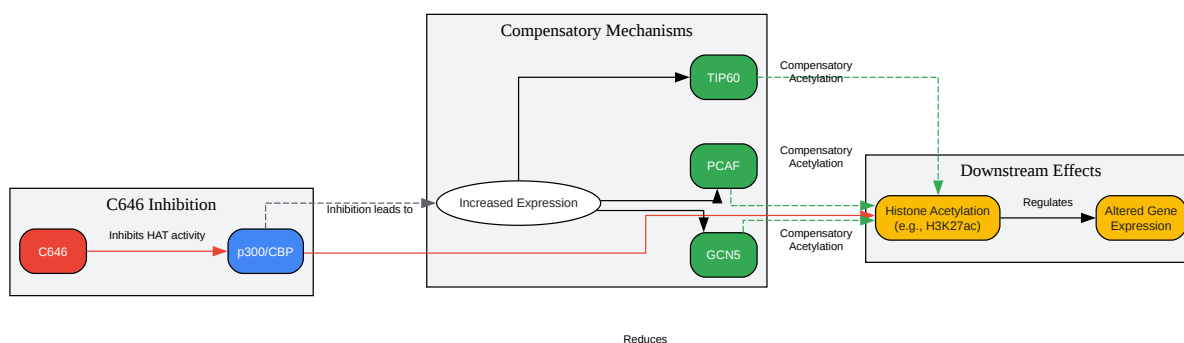 Compensatory Mechanisms
Compensatory
Acetylation
TIP60
Compensatory
Acetylation
PCAF
Downstream Effects
C646 Inhibition
Increased Expression
Inhibition leads to
Histone Acetylation
(e.g., H3K27ac)
Regulates
Altered Gene
Expression
Inhibits HAT activity
C646
p300/CBP
Compensatory
Acetylation
GCN5
Reduces